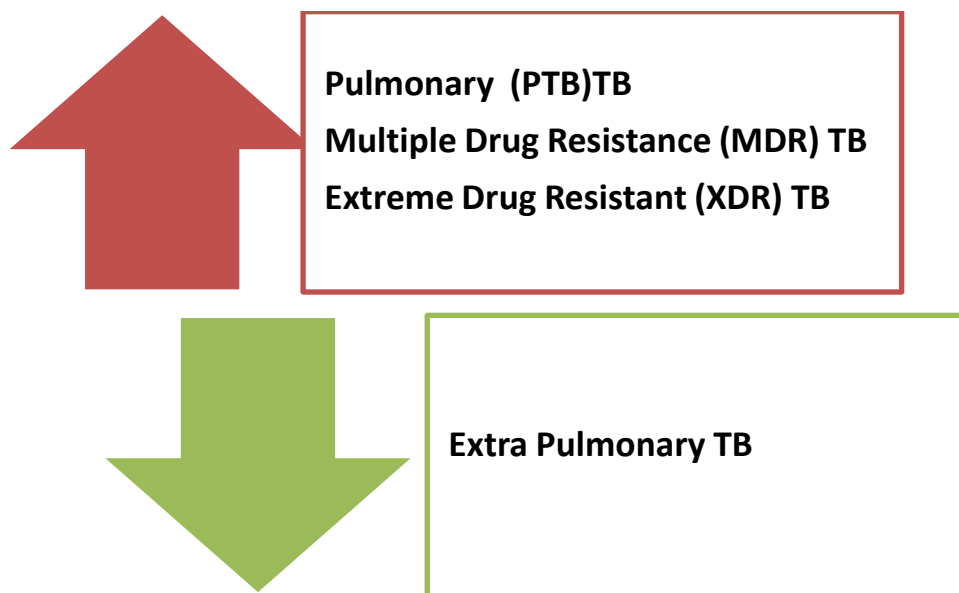 Pulmonary  (PTB)TB
Multiple Drug Resistance (MDR) TB
Extreme Drug Resistant (XDR) TB
Extra Pulmonary TB